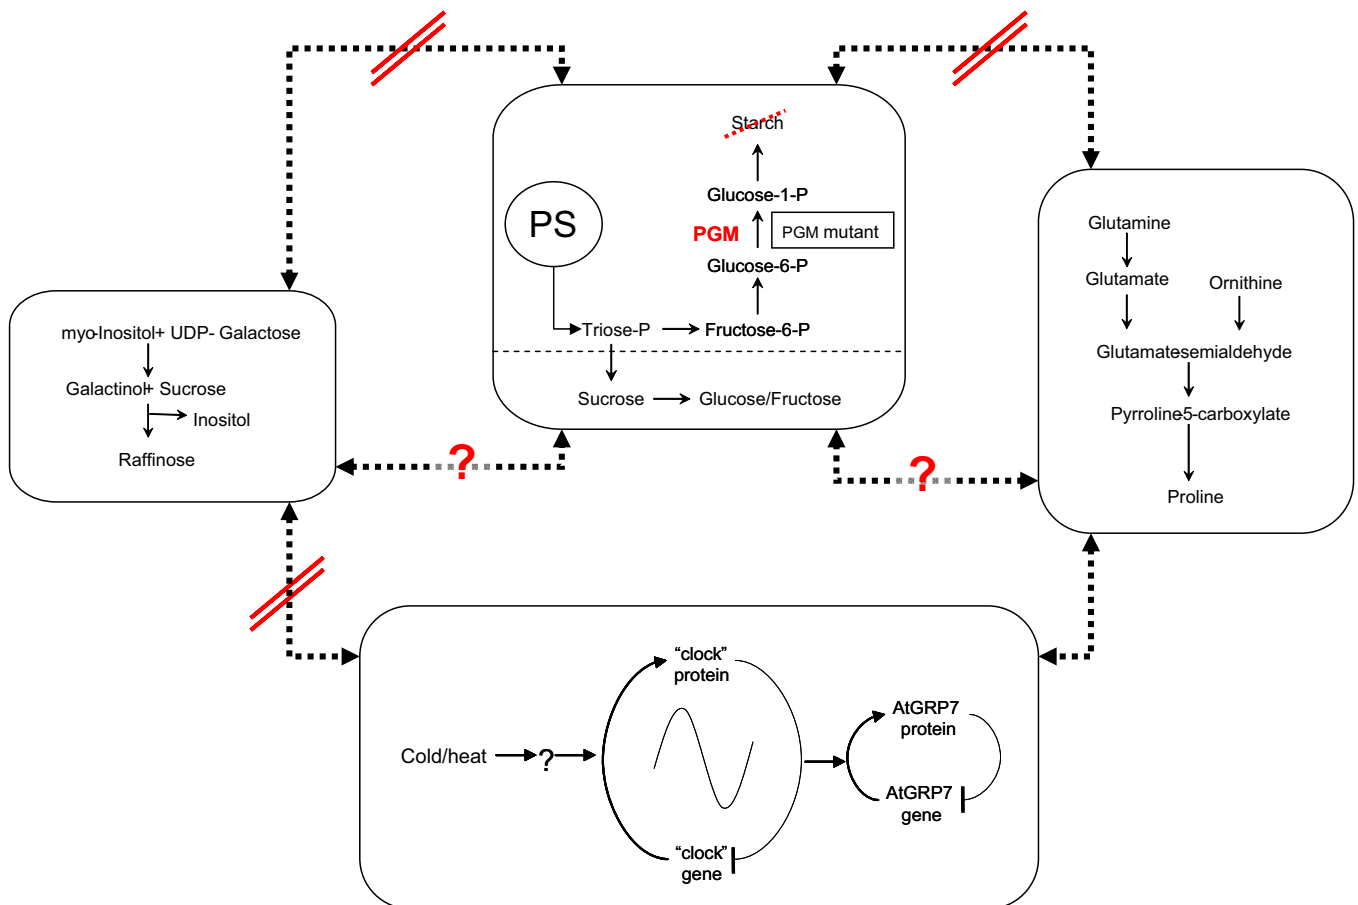 Starch
Glucose-1-P
PGM
PGM mutant
PS
Glucose-6-P
Triose-P
Fructose-6-P
Sucrose
Glucose/Fructose
myo-Inositol+ UDP- Galactose
Galactinol+ Sucrose
Inositol
Raffinose
?
?
Glutamine
Glutamate
Ornithine
Glutamatesemialdehyde
Pyrroline-5-carboxylate
Proline
Cold/heat
?
"clock"
protein
"clock"
gene
AtGRP7
protein
AtGRP7
gene